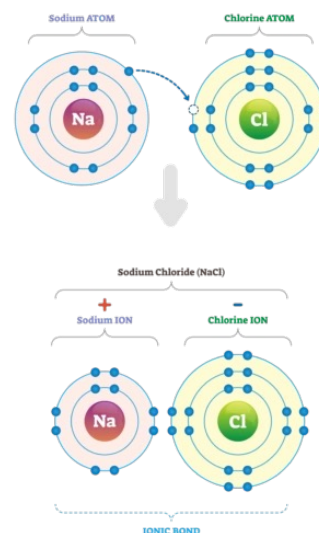 Sodium ATOM
Chlorine ATOM
Na
Cl
Sodium Chloride (NaCl)
+
-
Sodium ION
Chlorine ION
Na
Cl
IONIC BOND